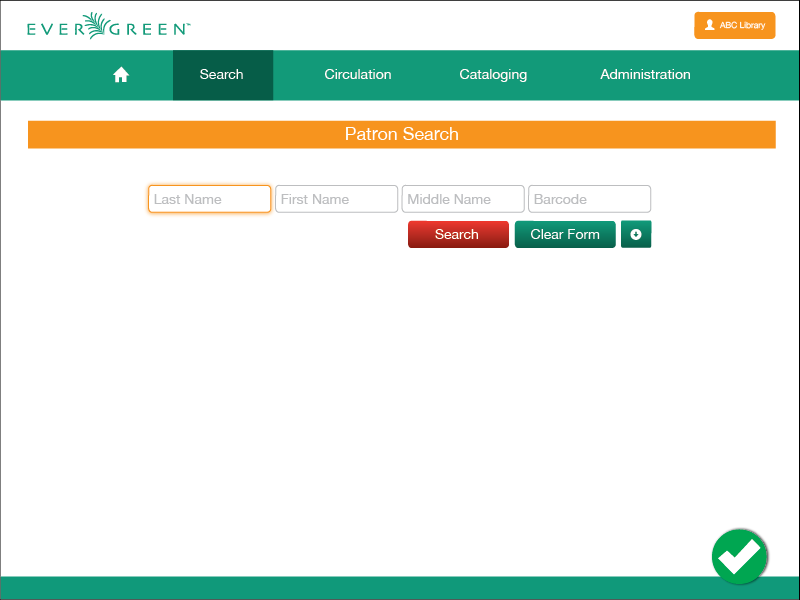 EVERGREEN™
ABC Library
Search Circulation Cataloging Administration
Patron Search
Last Name First Name Middle Name Barcode
Search Clear Form